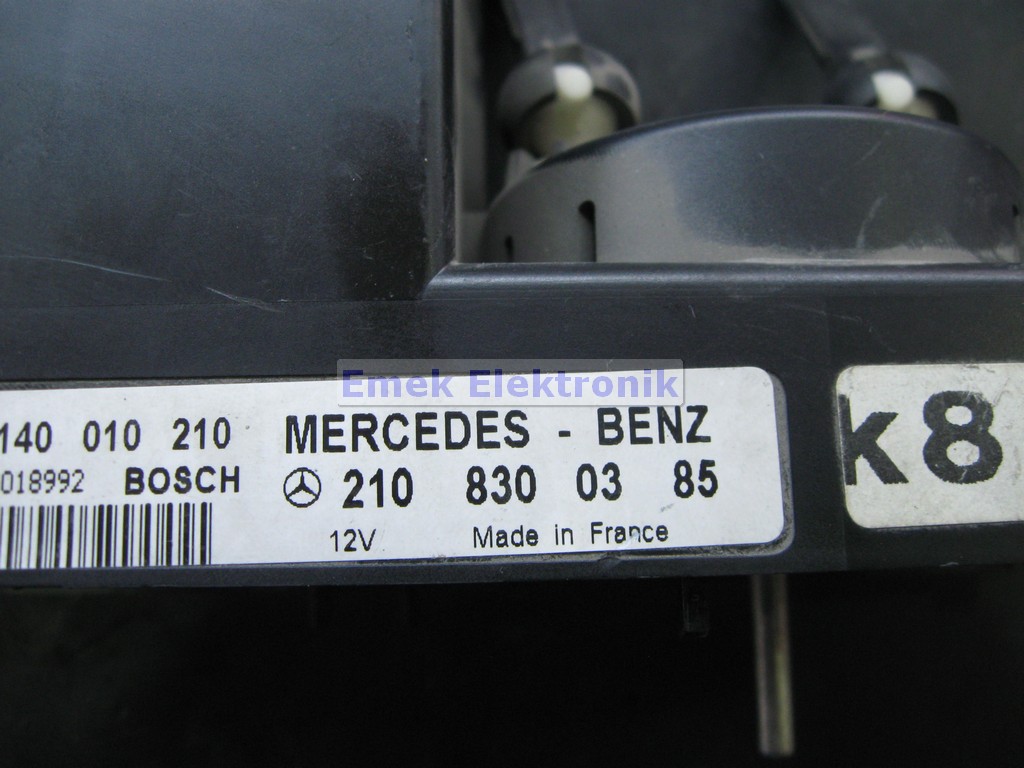 Emek Elektronik
140 010 210 MERCEDES - BENZ
018992 BOSCH 210 830 03 85
12V Made in France
k8